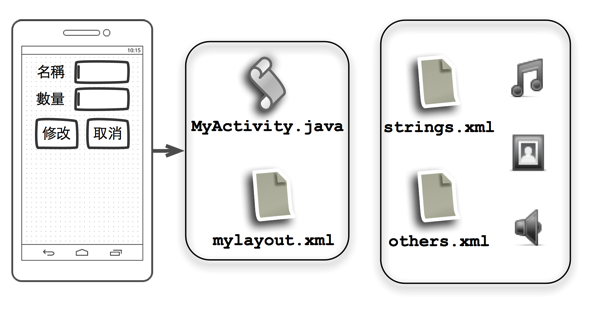 10:15
名稱
數量
修改 取消
MyActivity.java
mylayout.xml
strings.xml
others.xml